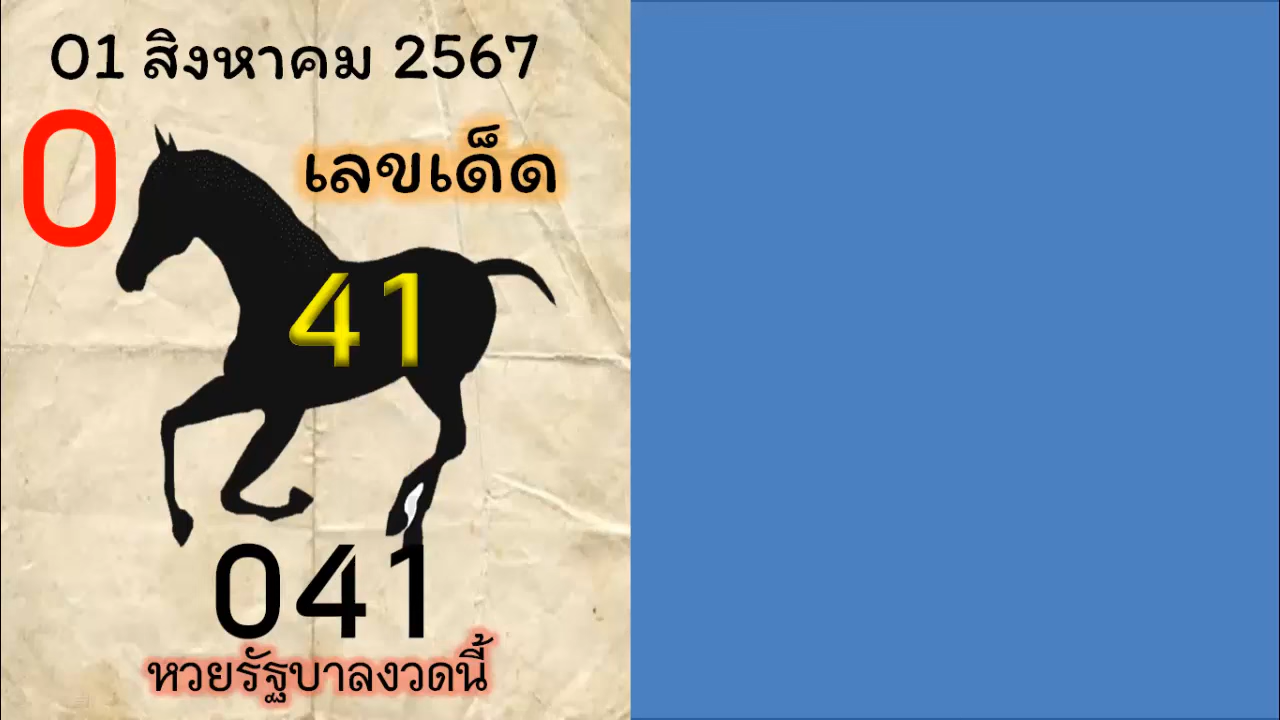 01 สิงหาคม 2567
0
เลขเด็ด
41
041
หวยรัฐบาลงวดนี้